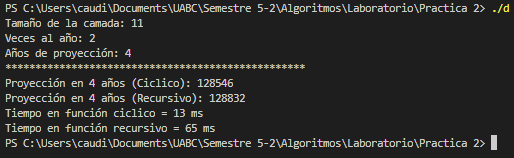 PS C:\Users\caudi\Documents\UABC\Semestre 5-2\Algoritmos\Laboratorio\Practica 2> ./d
Tamaño de la camada: 11
Veces al año: 2
Años de proyección: 4
**************************************************
Proyección en 4 años (Ciclico): 128546
Proyección en 4 años (Recursivo): 128832
Tiempo en función ciclico = 13 ms
Tiempo en función recursivo = 65 ms
PS C:\Users\caudi\Documents\UABC\Semestre 5-2\Algoritmos\Laboratorio\Practica 2>